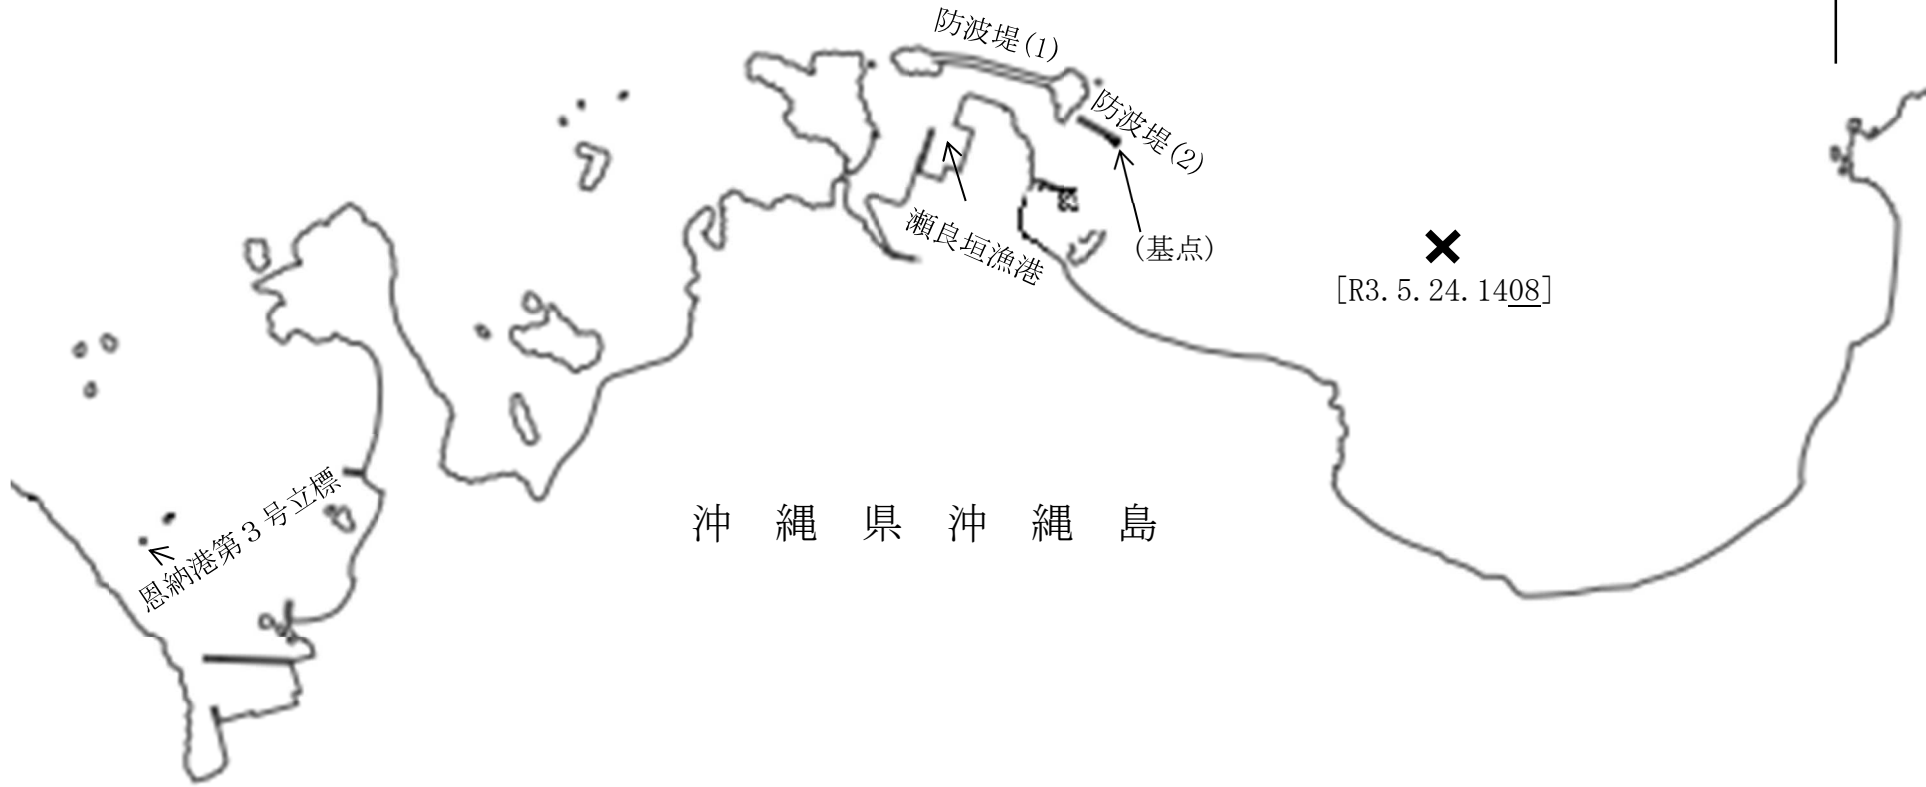 防波堤(1)
防波堤(2)
瀬良垣漁港
(基点)
[R3.5.24.1408]
恩納港第３号立標
沖縄県沖縄島